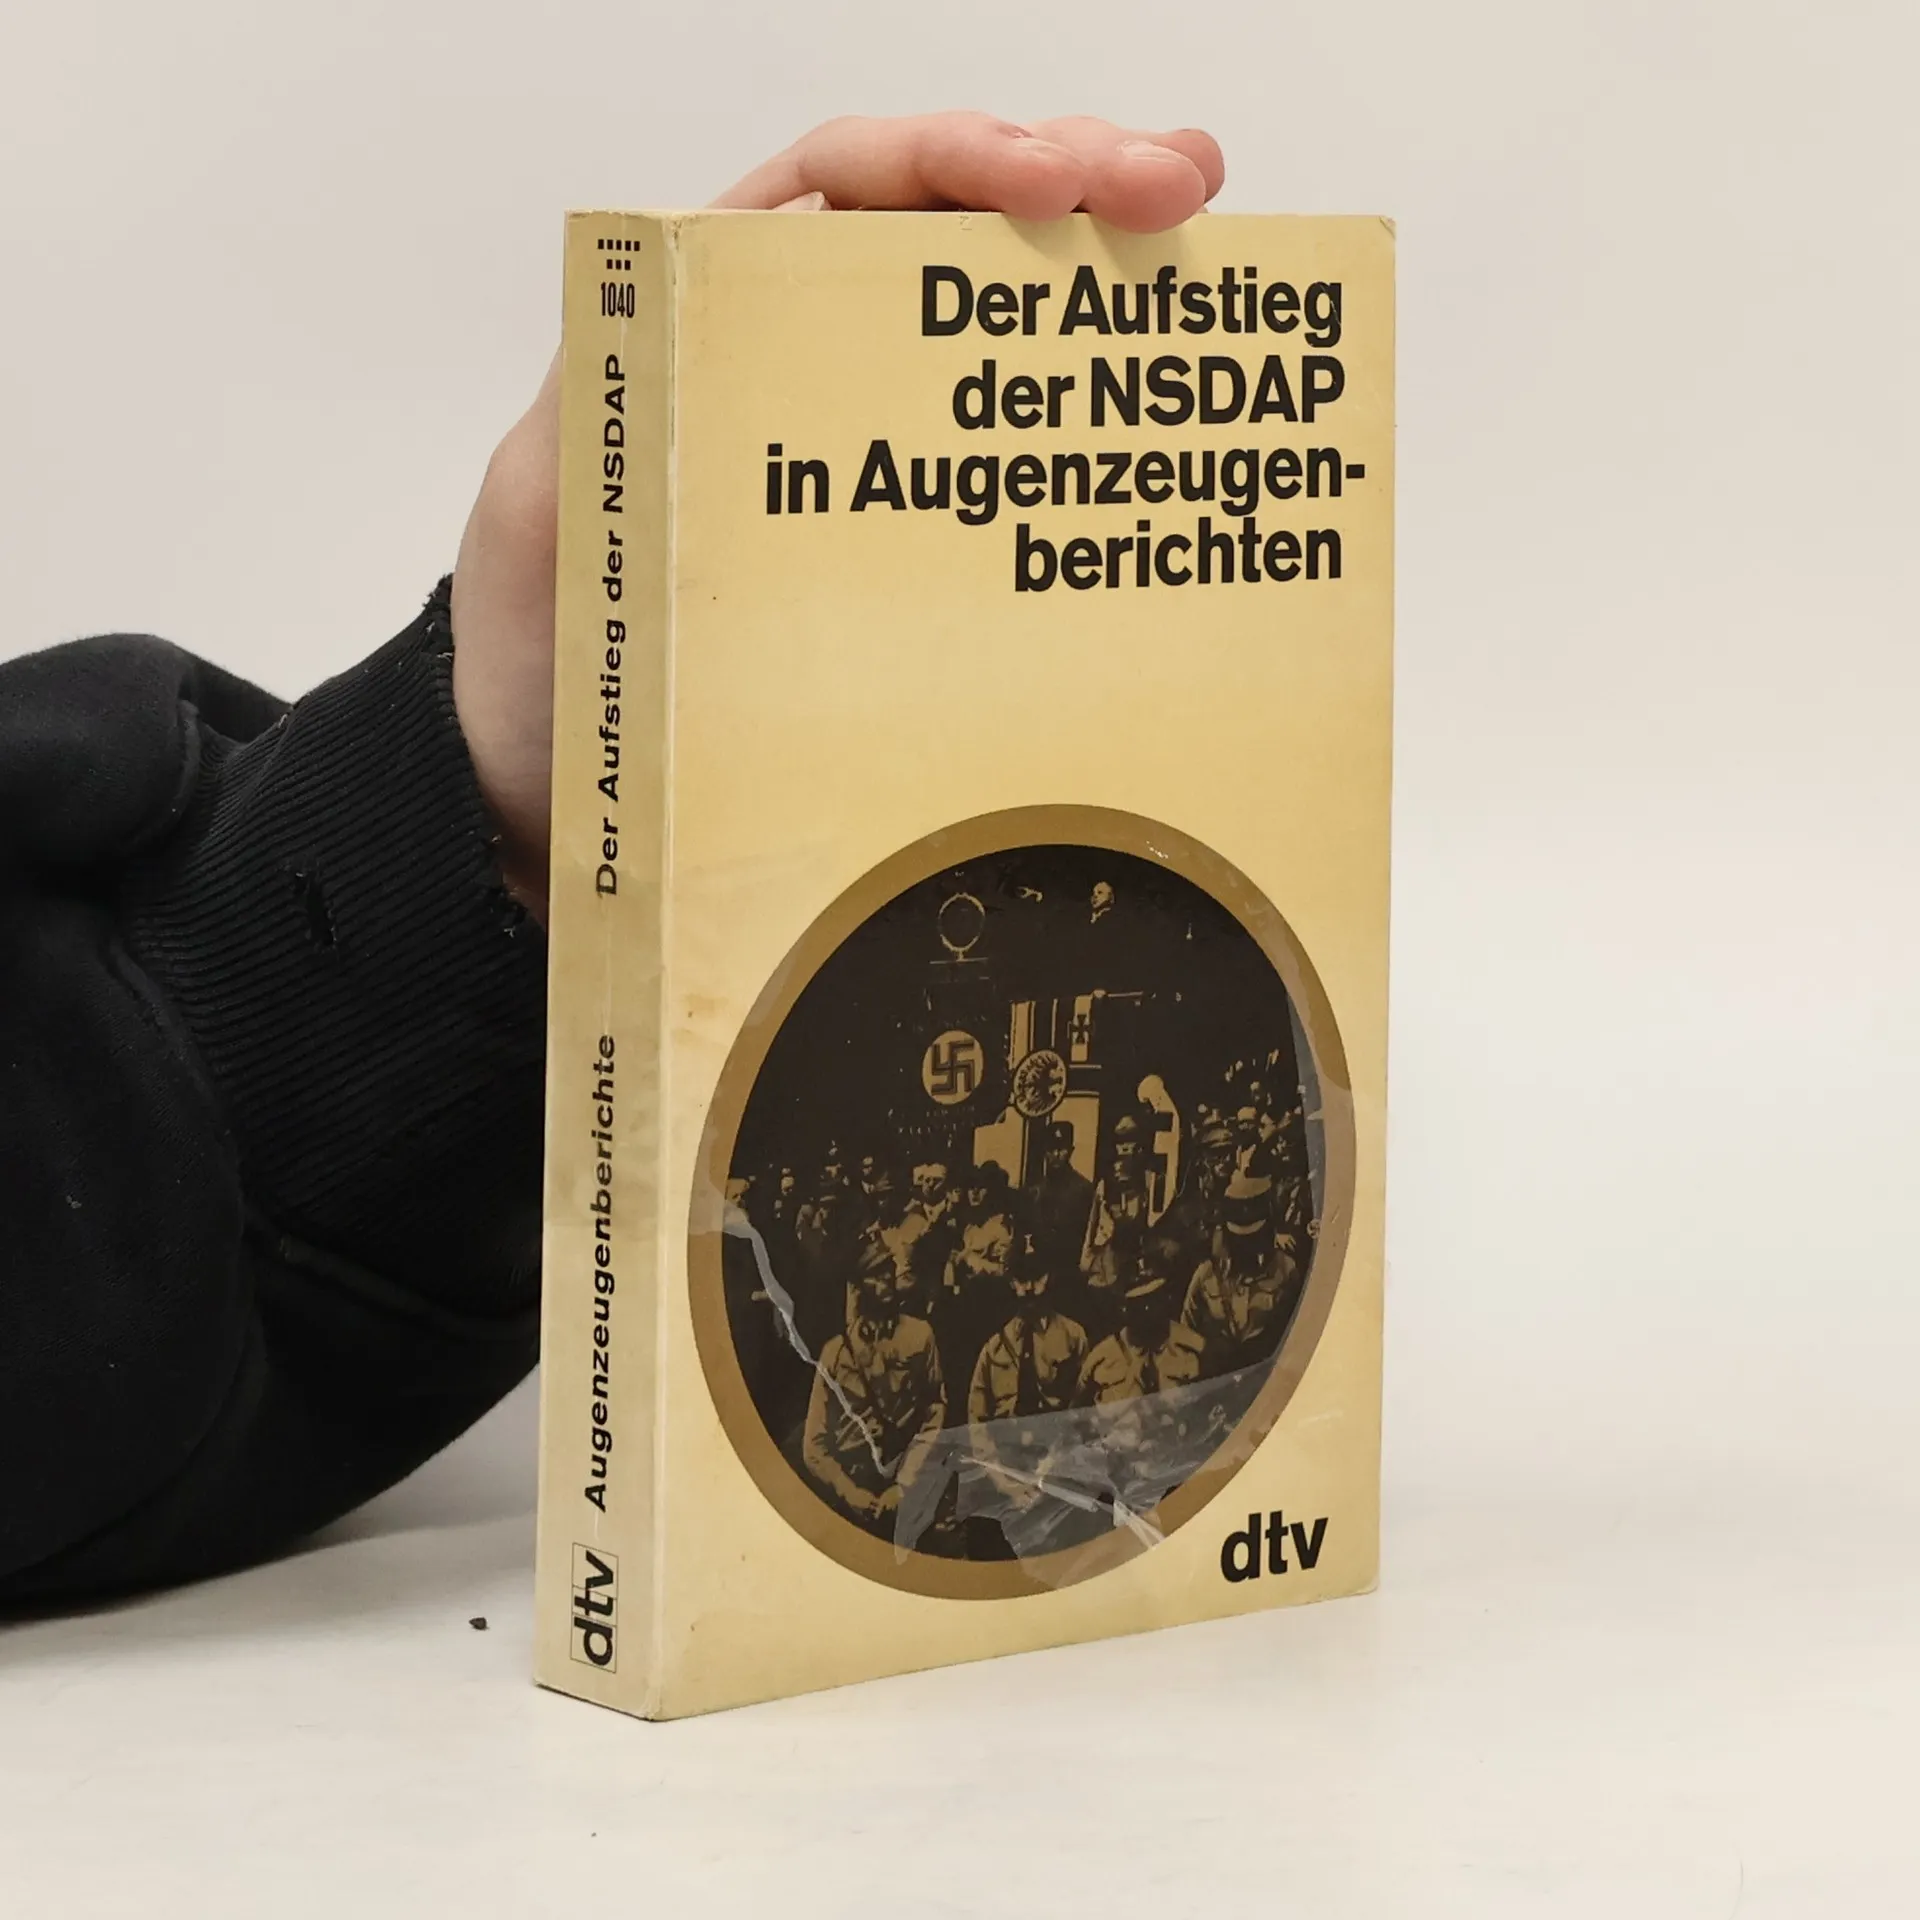 Der Aufstieg
der NSDAP
in Augenzeugen-
berichten
dtv
1040
Der Aufstieg der NSDAP
Augenzeugenberichte
dtv